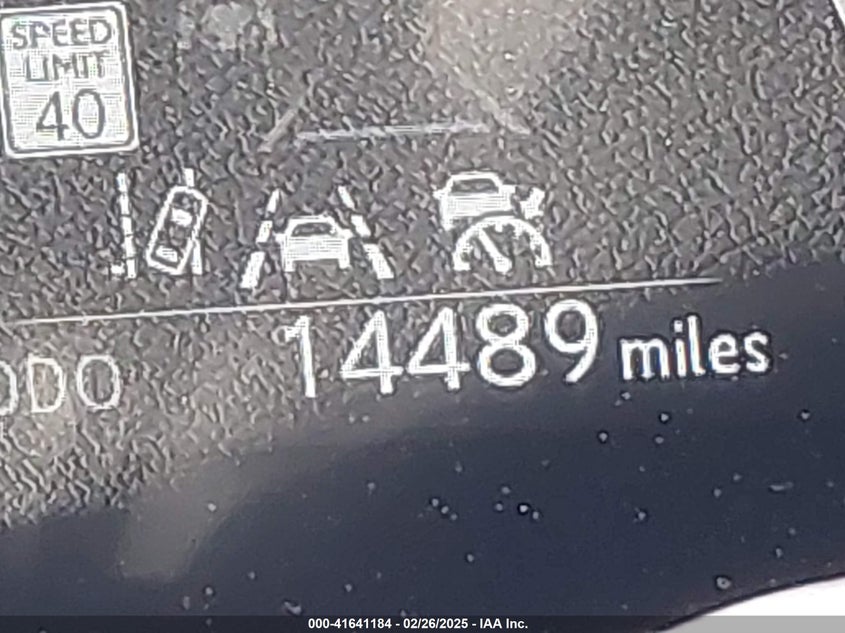 SPEED
LIMIT
40
ODO 14489 miles
000-41641184 - 02/26/2025 - IAA Inc.